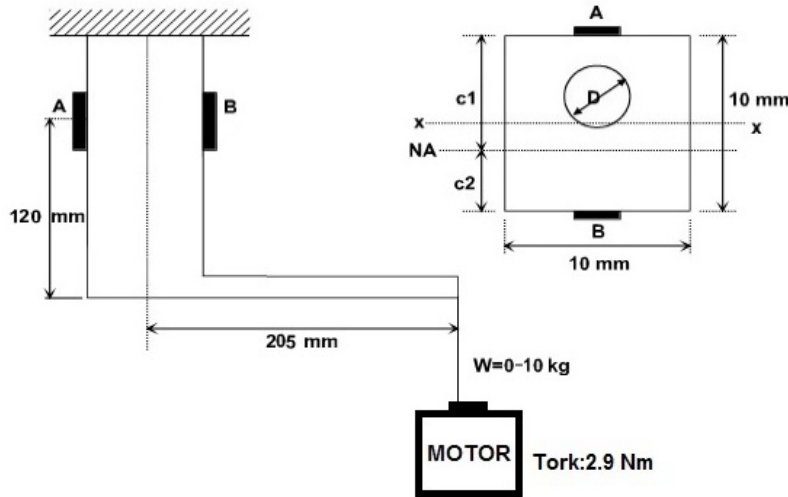 A
B
120 mm
205 mm
W=0-10 kg
MOTOR
Tork:2.9 Nm
A
c1
D
10 mm
x
x
NA
c2
B
10 mm